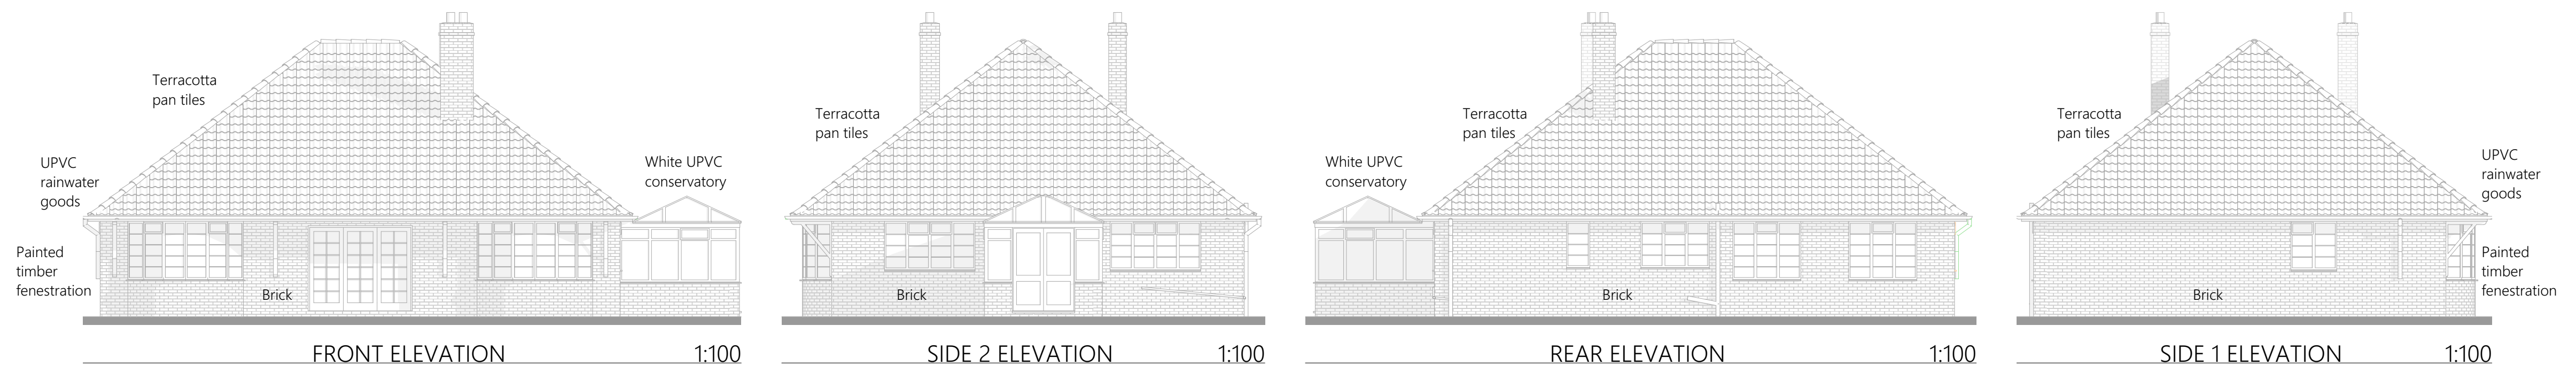 Terracotta
pan tiles
UPVC
rainwater
goods
White UPVC
conservatory
Painted
timber
fenestration
Brick
FRONT ELEVATION 1:100
Terracotta
pan tiles
Brick
SIDE 2 ELEVATION 1:100
Terracotta
pan tiles
White UPVC
conservatory
Brick
REAR ELEVATION 1:100
Terracotta
pan tiles
UPVC
rainwater
goods
Painted
timber
fenestration
Brick
SIDE 1 ELEVATION 1:100